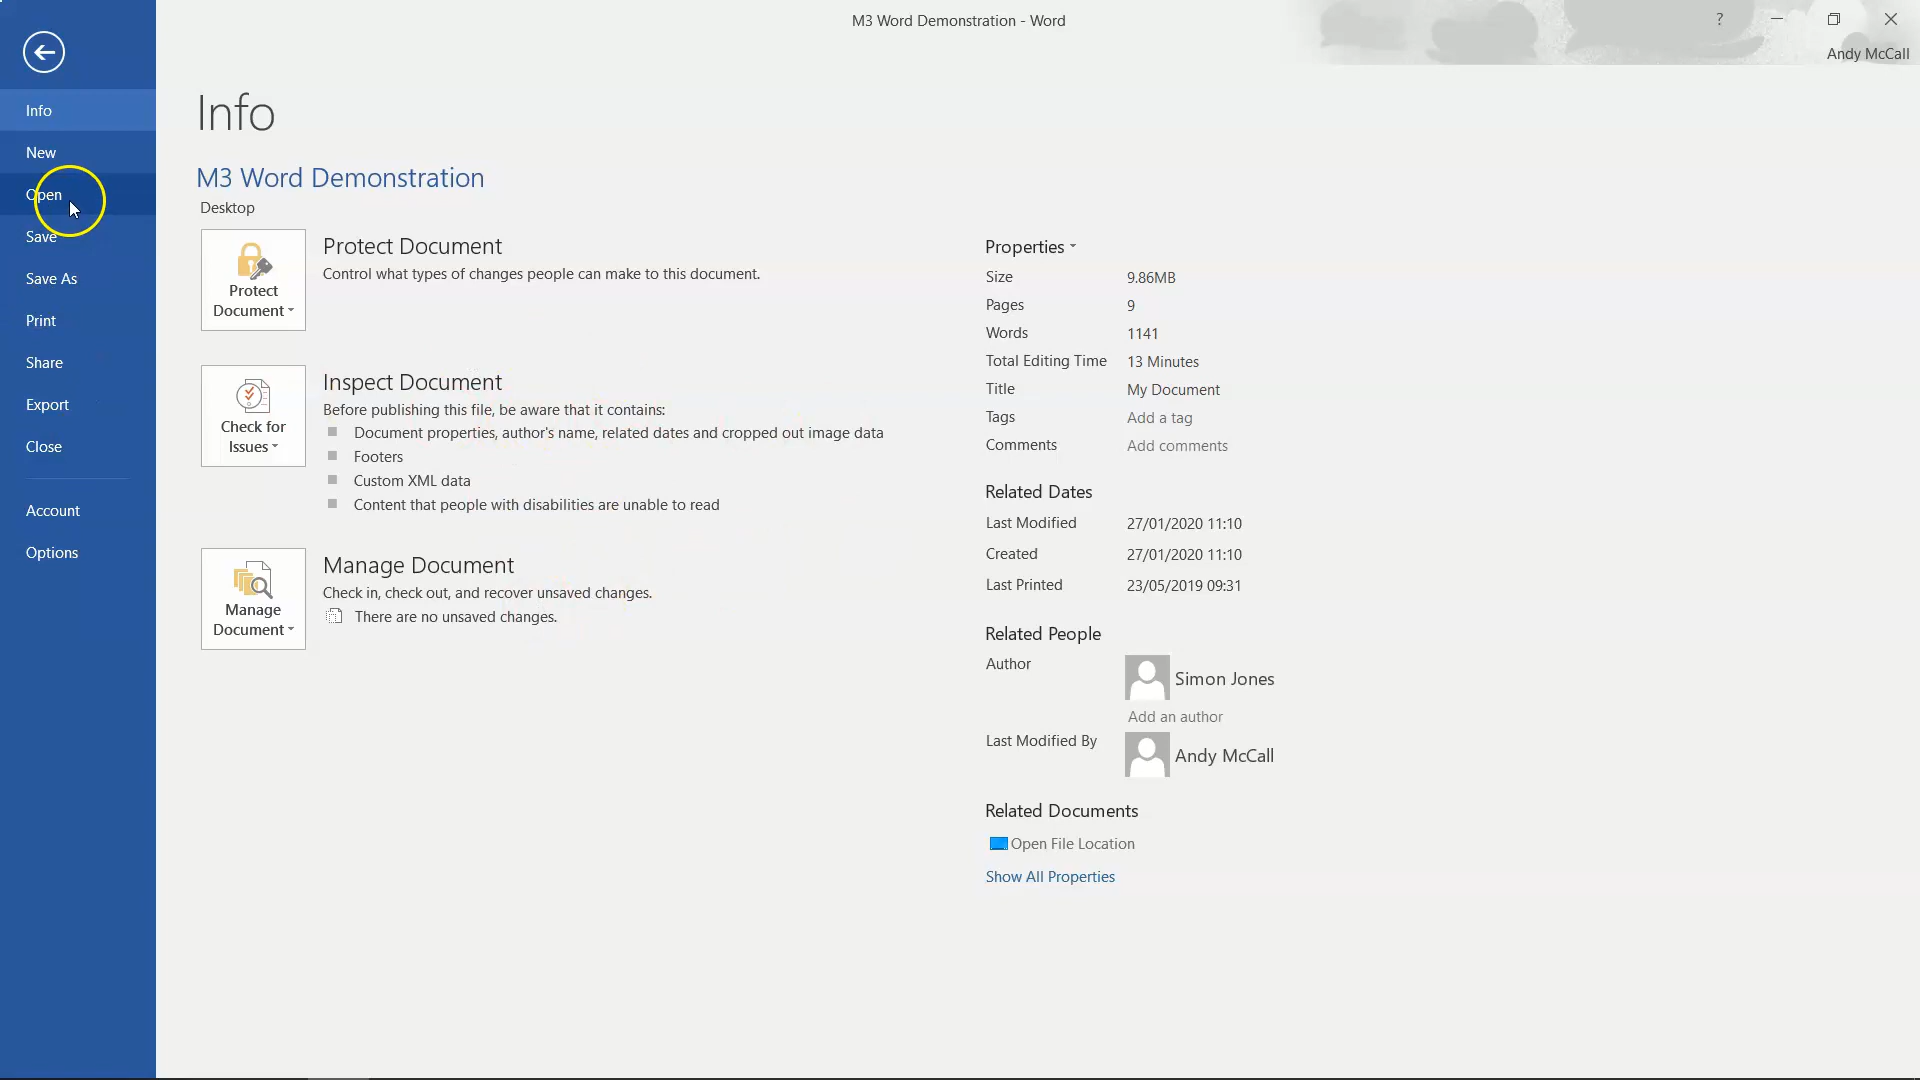 M3 Word Demonstration - Word
?
Andy McCall
Info
New
Open
Save
Save As
Print
Share
Export
Close
Account
Options
Info
M3 Word Demonstration
Desktop
Protect Document
Protect Document
Control what types of changes people can make to this document.
Check for Issues
Inspect Document
Before publishing this file, be aware that it contains:
Document properties, author's name, related dates and cropped out image data
Footers
Custom XML data
Content that people with disabilities are unable to read
Manage Document
Manage Document
Check in, check out, and recover unsaved changes.
There are no unsaved changes.
Properties
Size 9.86MB
Pages 9
Words 1141
Total Editing Time 13 Minutes
Title My Document
Tags Add a tag
Comments Add comments
Related Dates
Last Modified 27/01/2020 11:10
Created 27/01/2020 11:10
Last Printed 23/05/2019 09:31
Related People
Author Simon Jones
Add an author
Last Modified By Andy McCall
Related Documents
Open File Location
Show All Properties